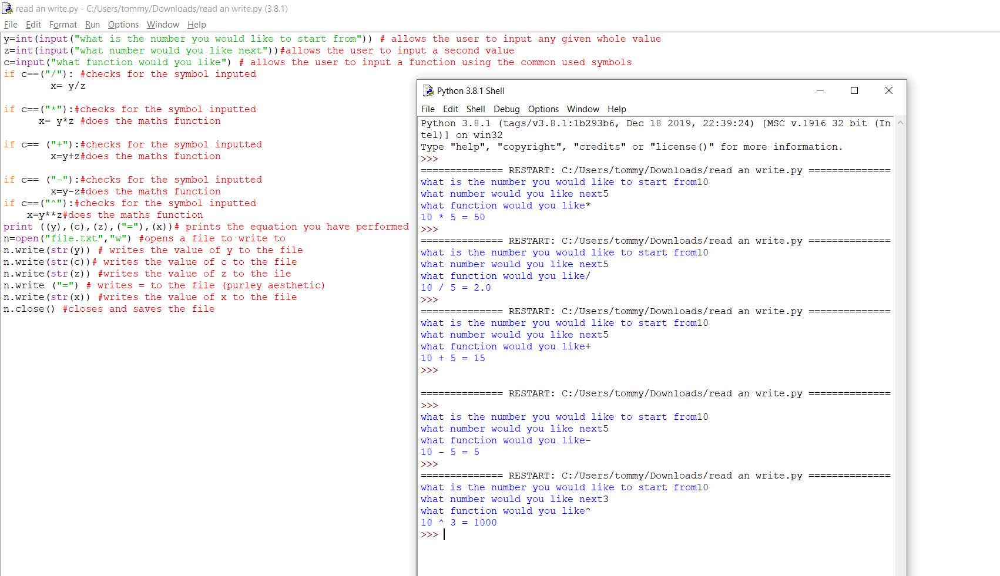 read an write.py - C:/Users/tommy/Downloads/read an write.py (3.8.1)
File Edit Format Run Options Window Help
y=int(input("what is the number you would like to start from")) # allows the user to input any given whole value
z=int(input("what number would you like next"))#allows the user to input a second value
c=input("what function would you like") # allows the user to input a function using the common used symbols
if c==("/"): #checks for the symbol inputed
        x= y/z
if c==("*"):#checks for the symbol inputted
      x= y*z #does the maths function
if c== ("+"):#checks for the symbol inputted
        x=y+z#does the maths function
if c== ("-"):#checks for the symbol inputted
        x=y-z#does the maths function
if c==("^"):#checks for the symbol inputted
    x=y**z#does the maths function
print ((y),(c),(z),("="),(x))# prints the equation you have performed
n=open("file.txt","w") #opens a file to write to
n.write(str(y)) # writes the value of y to the file
n.write(str(c))# writes the value of c to the file
n.write(str(z)) #writes the value of z to the ile
n.write ("=") # writes = to the file (purley aesthetic)
n.write(str(x)) #writes the value of x to the file
n.close() #closes and saves the file
Python 3.8.1 Shell
File Edit Shell Debug Options Window Help
Python 3.8.1 (tags/v3.8.1:1b293b6, Dec 18 2019, 22:39:24) [MSC v.1916 32 bit (In
tel)] on win32
Type "help", "copyright", "credits" or "license()" for more information.
>>>
============== RESTART: C:/Users/tommy/Downloads/read an write.py ==============
what is the number you would like to start from10
what number would you like next5
what function would you like*
10 * 5 = 50
>>>
============== RESTART: C:/Users/tommy/Downloads/read an write.py ==============
what is the number you would like to start from10
what number would you like next5
what function would you like/
10 / 5 = 2.0
>>>
============== RESTART: C:/Users/tommy/Downloads/read an write.py ==============
what is the number you would like to start from10
what number would you like next5
what function would you like+
10 + 5 = 15
>>>
============== RESTART: C:/Users/tommy/Downloads/read an write.py ==============
>>>
what is the number you would like to start from10
what number would you like next5
what function would you like-
10 - 5 = 5
>>>
============== RESTART: C:/Users/tommy/Downloads/read an write.py ==============
what is the number you would like to start from10
what number would you like next3
what function would you like^
10 ^ 3 = 1000
>>>